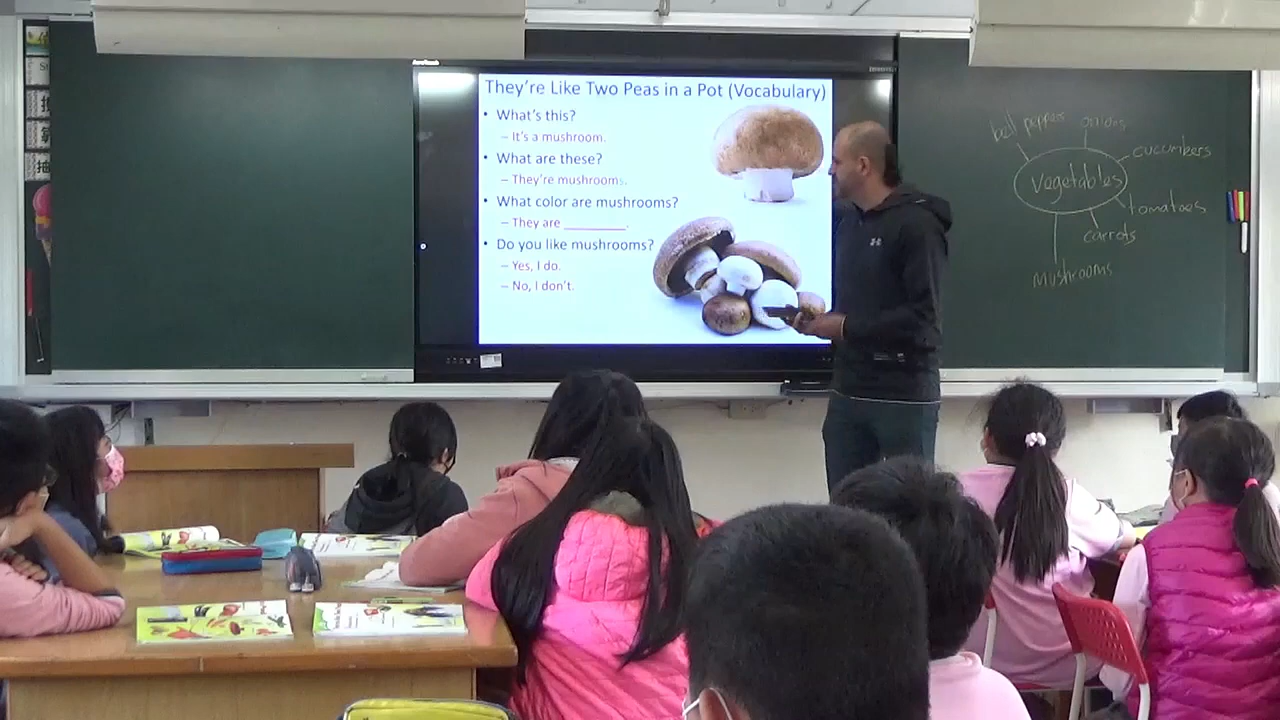 They're Like Two Peas in a Pot (Vocabulary)
• What's this?
– It's a mushroom.
• What are these?
– They're mushrooms.
• What color are mushrooms?
– They are ________.
• Do you like mushrooms?
– Yes, I do.
– No, I don't.
bell peppers
onions
cucumbers
vegetables
tomatoes
carrots
mushrooms